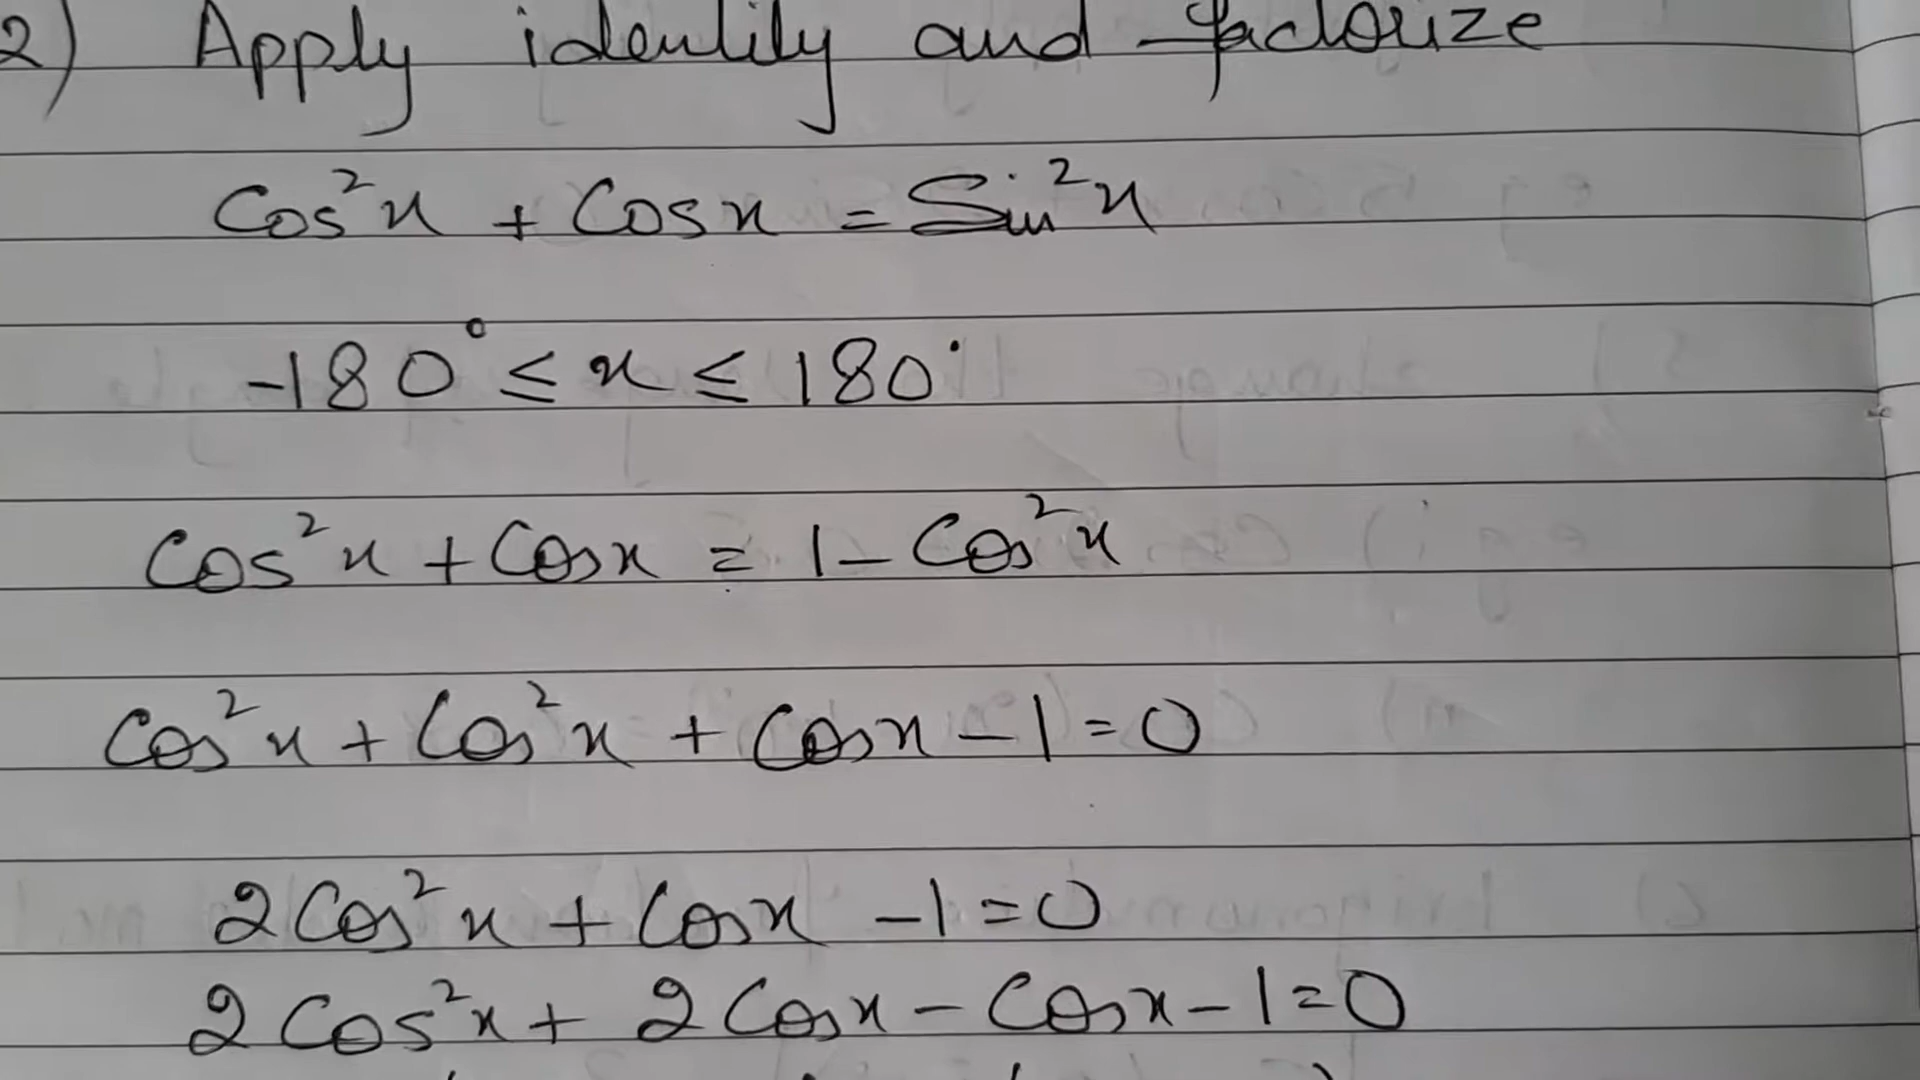 2) Apply identity and factorize
Cos²x + Cosx = Sin²x
-180° ≤ x ≤ 180°
Cos²x + Cosx = 1 - Cos²x
Cos²x + Cos²x + Cosx - 1 = 0
2Cos²x + Cosx - 1 = 0
2Cos²x + 2Cosx - Cosx - 1 = 0